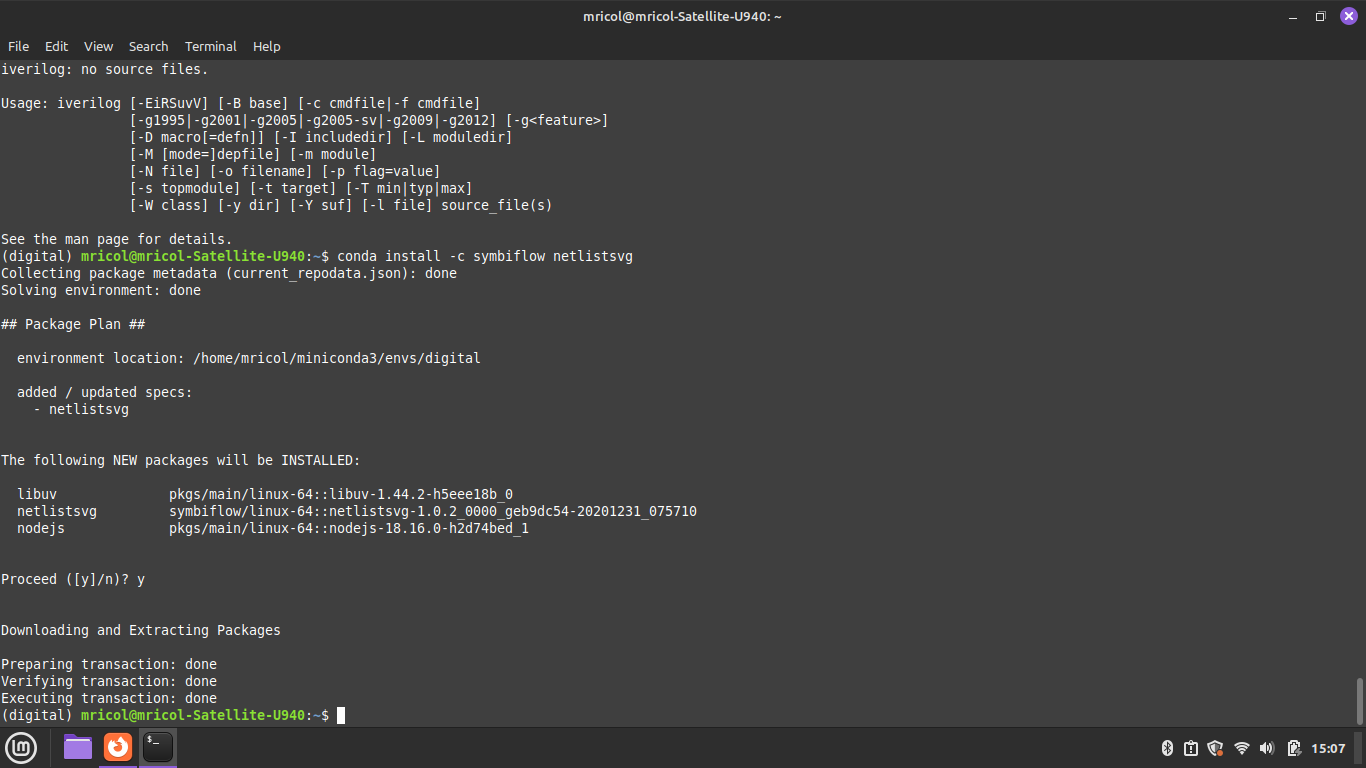 mricol@mricol-Satellite-U940: ~
File Edit View Search Terminal Help
iverilog: no source files.
Usage: iverilog [-EiRSuvV] [-B base] [-c cmdfile|-f cmdfile]
[-g1995|-g2001|-g2005|-g2005-sv|-g2009|-g2012] [-g<feature>]
[-D macro[=defn]] [-I includedir] [-L moduledir]
[-M [mode=]depfile] [-m module]
[-N file] [-o filename] [-p flag=value]
[-s topmodule] [-t target] [-T min|typ|max]
[-W class] [-y dir] [-Y suf] [-l file] source_file(s)
See the man page for details.
(digital) mricol@mricol-Satellite-U940:~$ conda install -c symbiflow netlistsvg
Collecting package metadata (current_repodata.json): done
Solving environment: done
## Package Plan ##
environment location: /home/mricol/miniconda3/envs/digital
added / updated specs:
- netlistsvg
The following NEW packages will be INSTALLED:
libuv pkgs/main/linux-64::libuv-1.44.2-h5eee18b_0
netlistsvg symbiflow/linux-64::netlistsvg-1.0.2_0000_geb9dc54-20201231_075710
nodejs pkgs/main/linux-64::nodejs-18.16.0-h2d74bed_1
Proceed ([y]/n)? y
Downloading and Extracting Packages
Preparing transaction: done
Verifying transaction: done
Executing transaction: done
(digital) mricol@mricol-Satellite-U940:~$
$_
15:07